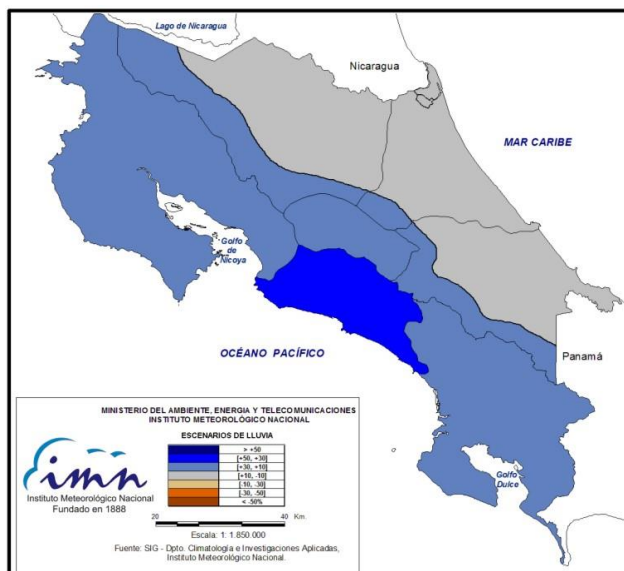 Lago de Nicaragua
Nicaragua
MAR CARIBE
Golfo
de
Nicoya
OCÉANO PACÍFICO
Panamá
Golfo
Dulce
MINISTERIO DEL AMBIENTE, ENERGIA Y TELECOMUNICACIONES
INSTITUTO METEOROLÓGICO NACIONAL
ESCENARIOS DE LLUVIA
> +50
[+50, +30]
[+30, +10]
[+10, -10]
[-10, -30]
[-30, -50]
< -50%
imn
Instituto Meteorológico Nacional
Fundado en 1888
20 0 40 Km.
Escala: 1: 1.850.000
Fuente: SIG - Dpto. Climatología e Investigaciones Aplicadas,
Instituto Meteorológico Nacional.